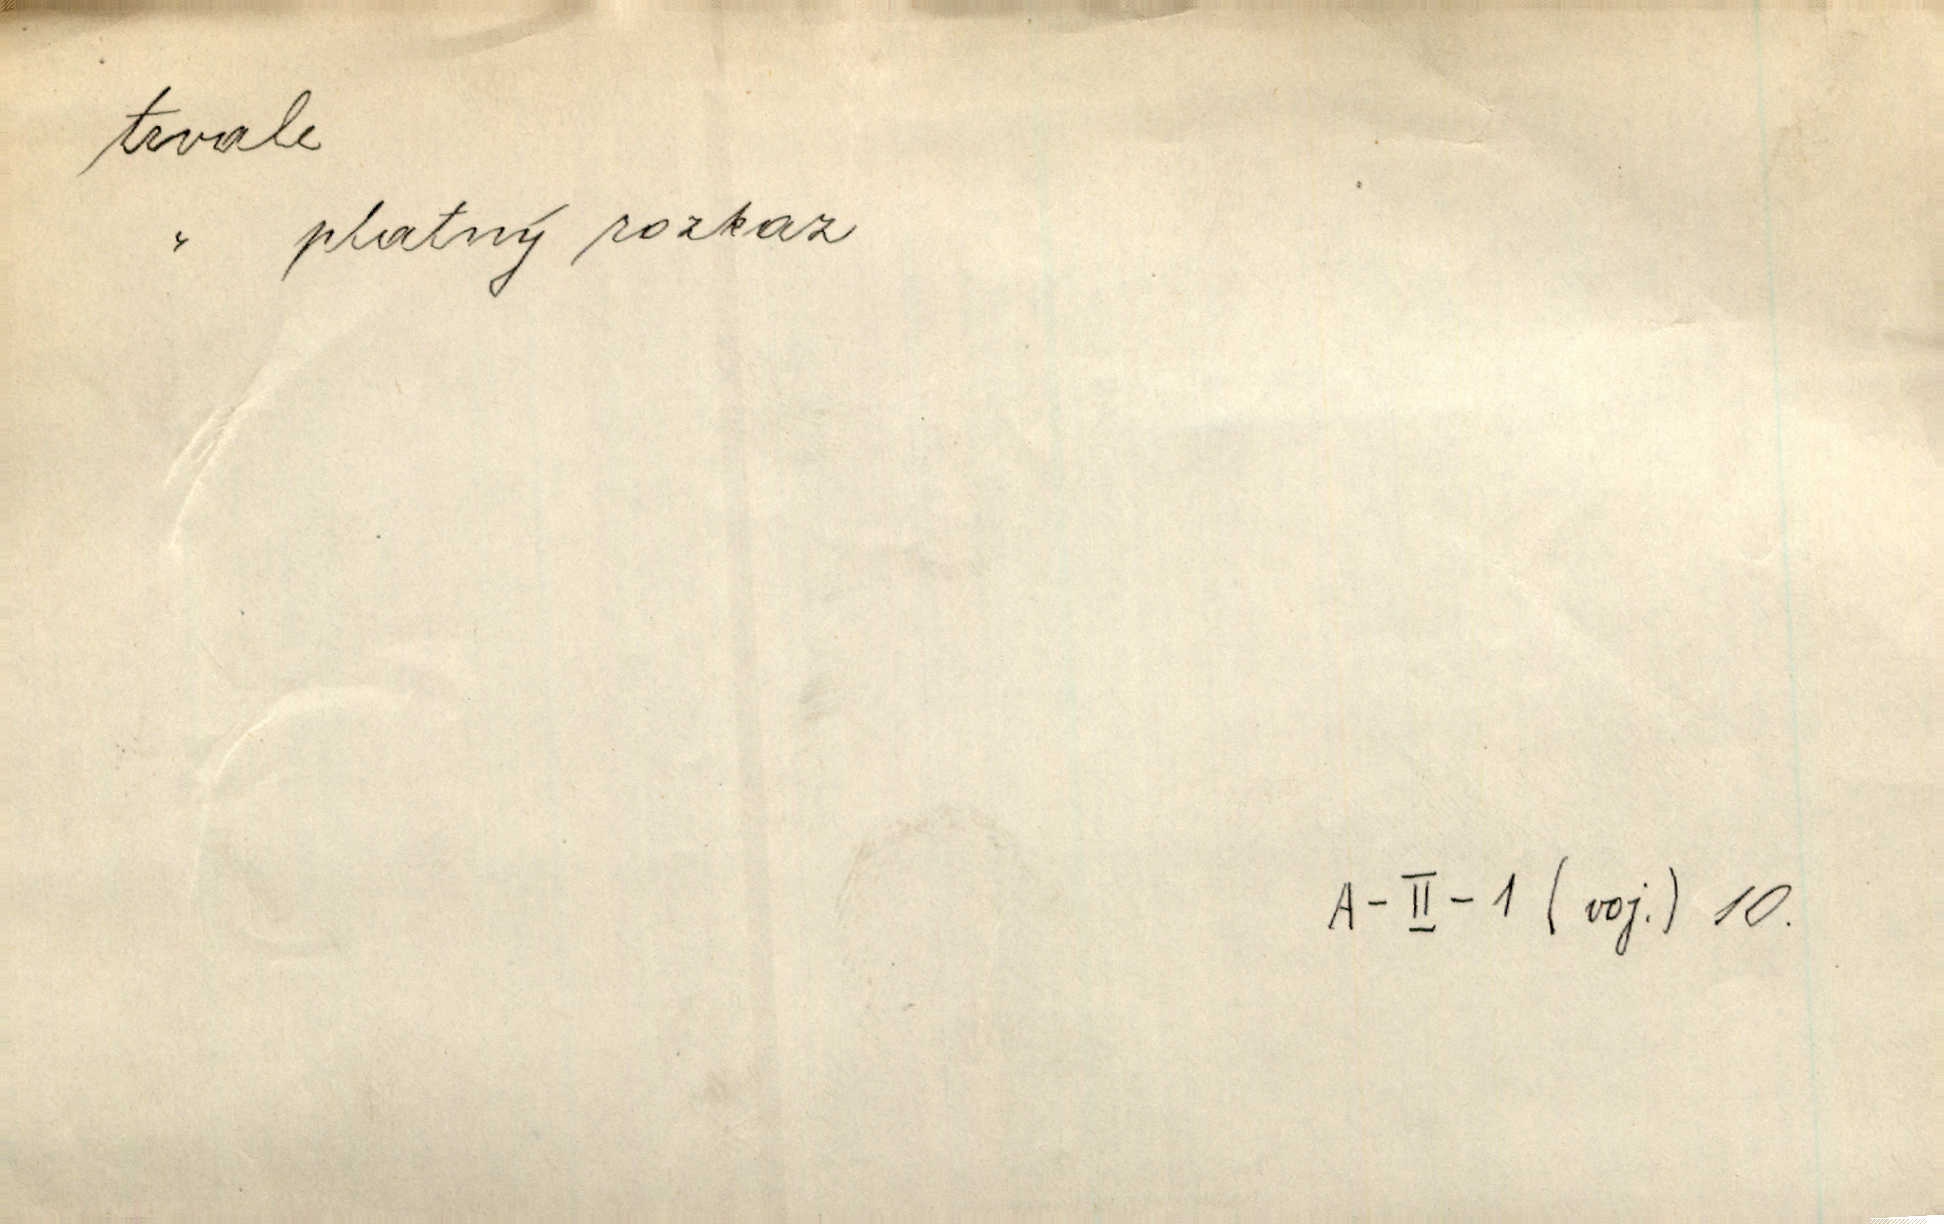 trvale
" platný rozkaz
A-II-1 (voj.) 10.